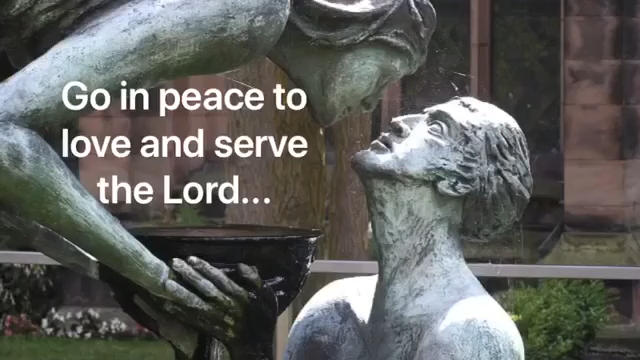 Go in peace to
love and serve
the Lord...